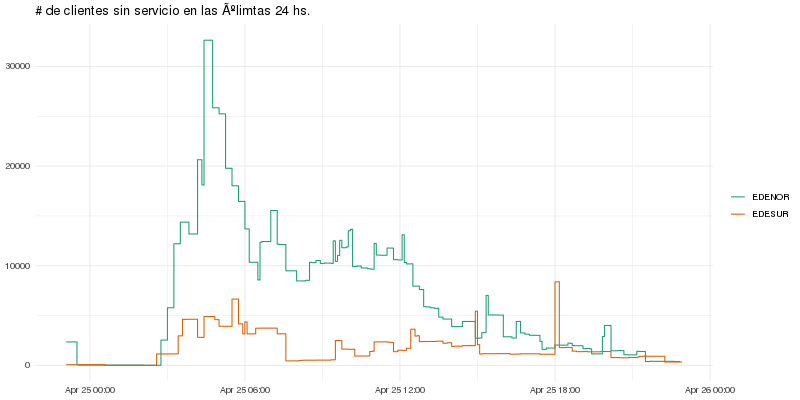 # de clientes sin servicio en las Ãºlimtas 24 hs.
30000
20000
10000
0
Apr 25 00:00
Apr 25 06:00
Apr 25 12:00
Apr 25 18:00
Apr 26 00:00
EDENOR
EDESUR